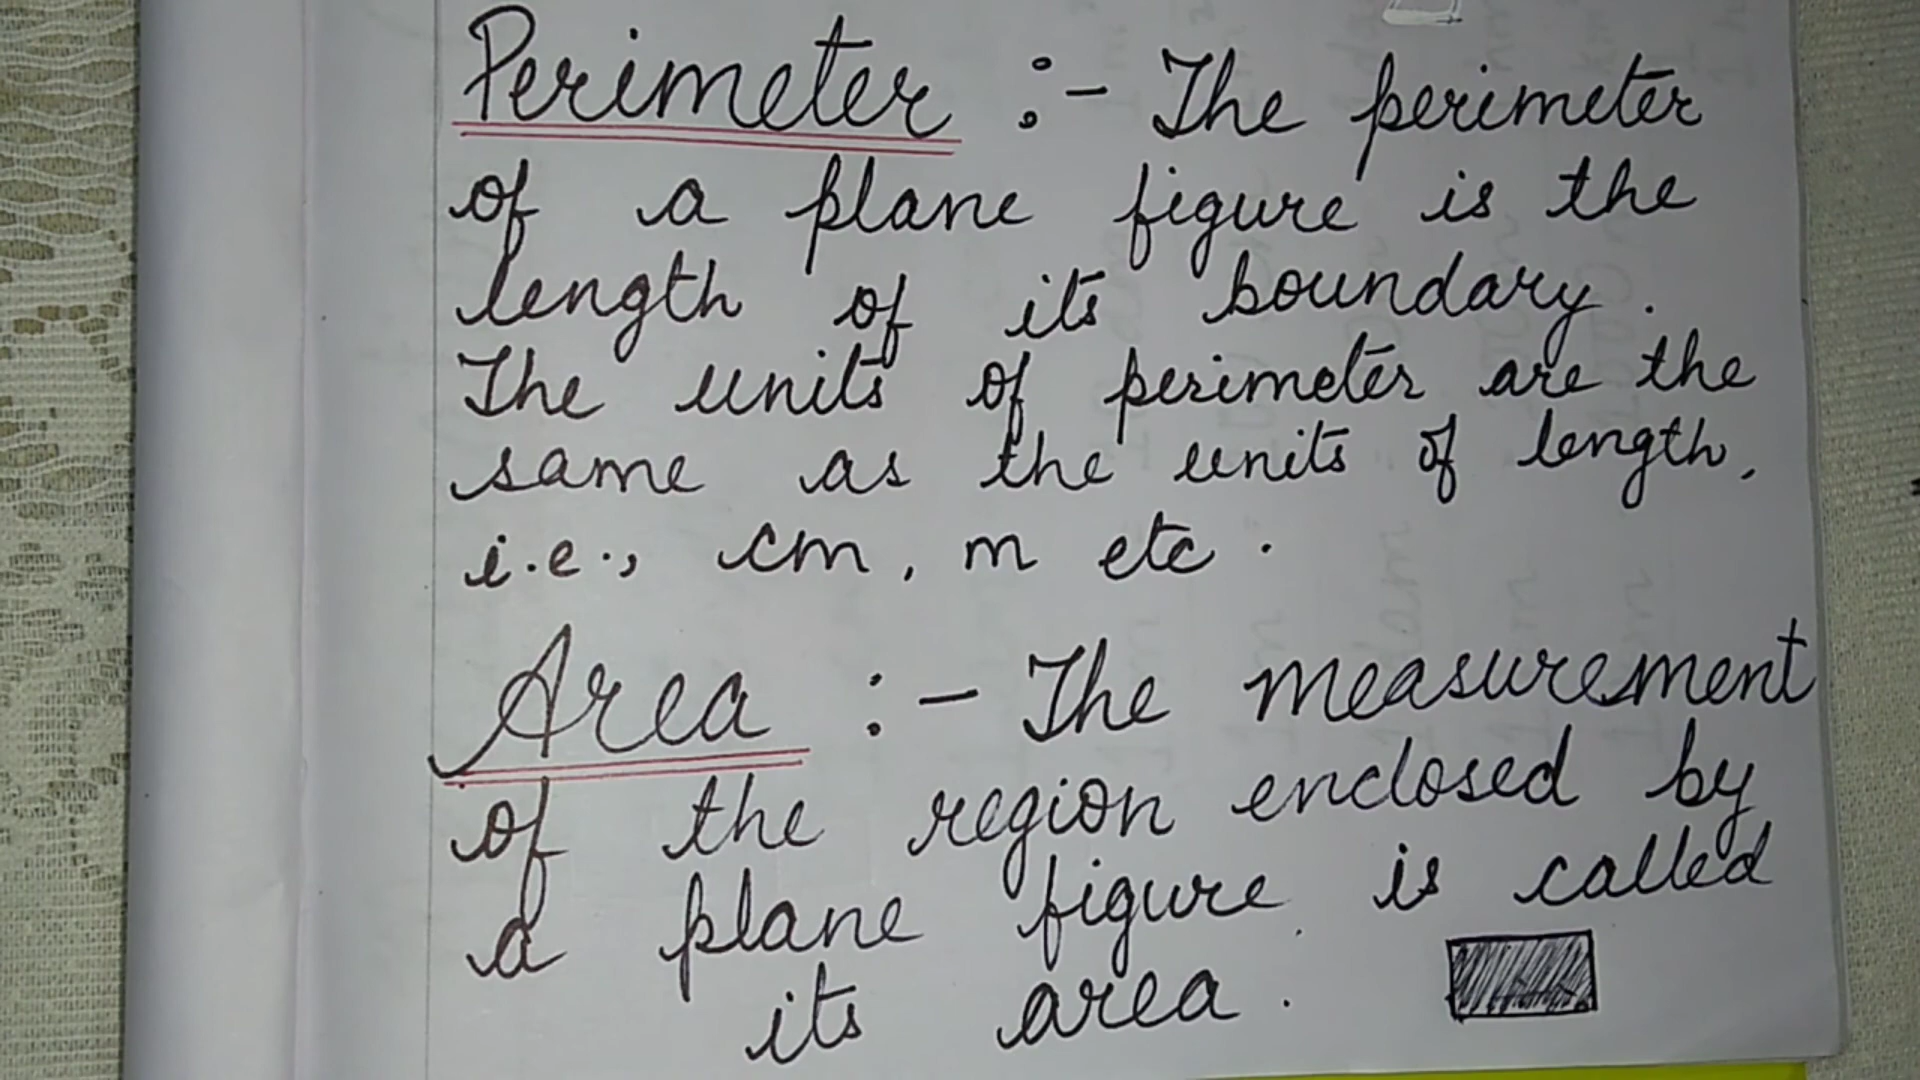 Perimeter :- The perimeter
of a plane figure is the
length of its boundary.
The units of perimeter are the
same as the units of length,
i.e., cm, m etc.
Area :- The measurement
of the region enclosed by
a plane figure is called
its area.